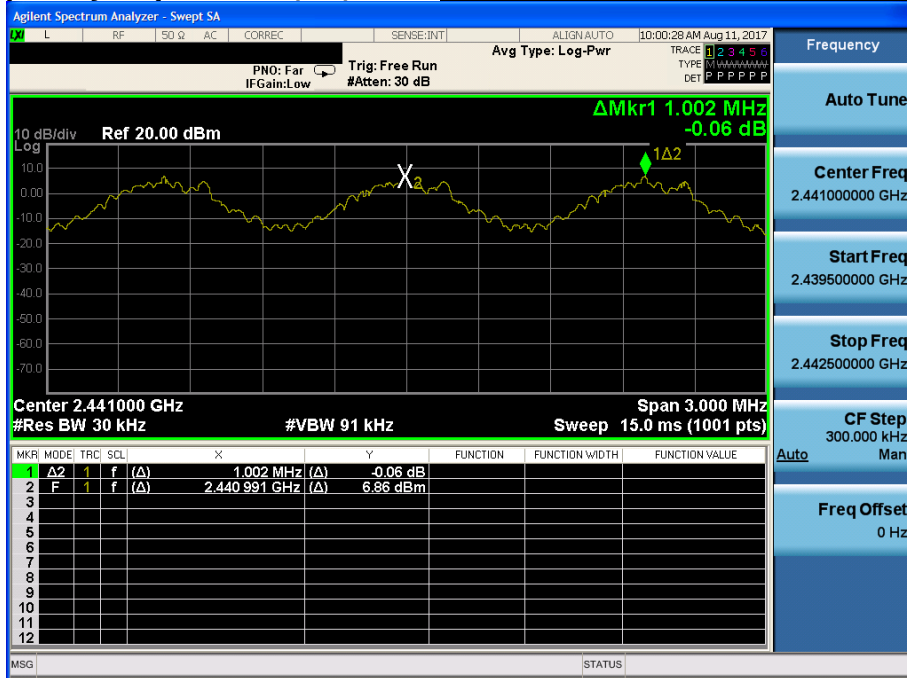 Agilent Spectrum Analyzer - Swept SA
LXI L RF 50 Ω AC CORREC SENSE:INT ALIGN AUTO 10:00:28 AM Aug 11, 2017
Frequency
Avg Type: Log-Pwr
TRACE 1 2 3 4 5 6
PNO: Far Trig: Free Run
TYPE M WWWWW
IFGain:Low #Atten: 30 dB
DET P P P P P P
Auto Tune
ΔMkr1 1.002 MHz
-0.06 dB
10 dB/div Ref 20.00 dBm
Log
10.0
0.00
-10.0
-20.0
-30.0
-40.0
-50.0
-60.0
-70.0
X2
1Δ2
Center 2.441000 GHz Span 3.000 MHz
#Res BW 30 kHz #VBW 91 kHz Sweep 15.0 ms (1001 pts)
Center Freq
2.441000000 GHz
Start Freq
2.439500000 GHz
Stop Freq
2.442500000 GHz
CF Step
300.000 kHz
Auto Man
Freq Offset
0 Hz
MKR MODE TRC SCL X Y FUNCTION FUNCTION WIDTH FUNCTION VALUE
1 Δ2 1 f (Δ) 1.002 MHz (Δ) -0.06 dB
2 F 1 f (Δ) 2.440 991 GHz (Δ) 6.86 dBm
3
4
5
6
7
8
9
10
11
12
MSG STATUS